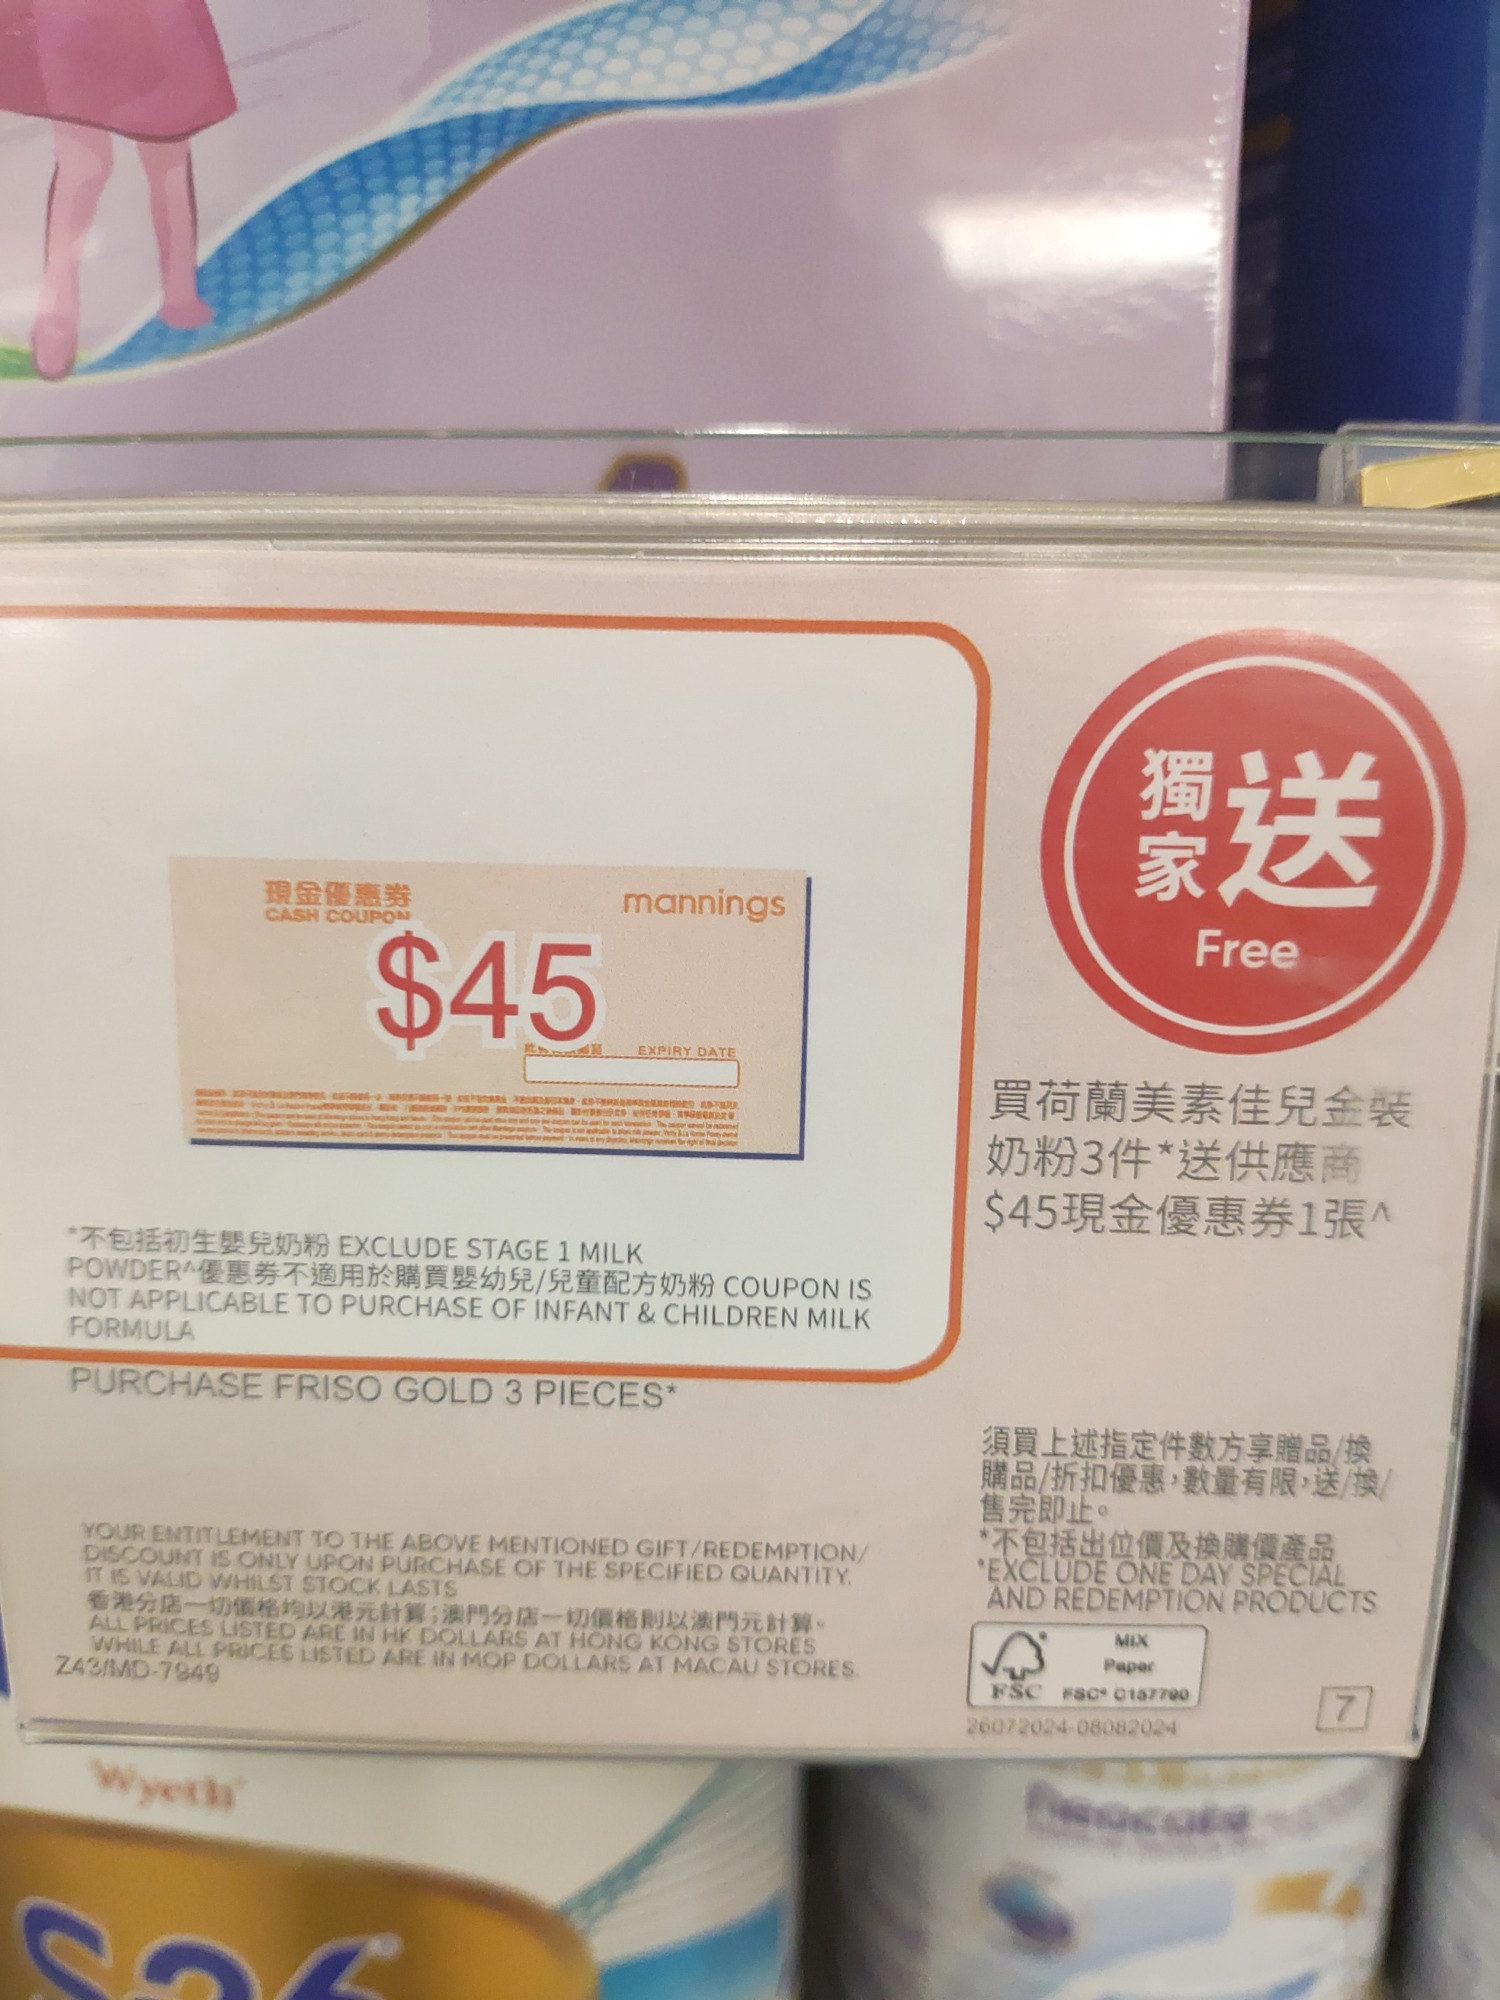 獨家送
Free
現金優惠券
CASH COUPON
mannings
$45
EXPIRY DATE
買荷蘭美素佳兒金裝
奶粉3件*送供應商
$45現金優惠券1張^
*不包括初生嬰兒奶粉 EXCLUDE STAGE 1 MILK
POWDER^優惠券不適用於購買嬰幼兒/兒童配方奶粉 COUPON IS
NOT APPLICABLE TO PURCHASE OF INFANT & CHILDREN MILK
FORMULA
PURCHASE FRISO GOLD 3 PIECES*
須買上述指定件數方享贈品/換
購品/折扣優惠,數量有限,送/換/
售完即止。
*不包括出位價及換購價產品
*EXCLUDE ONE DAY SPECIAL
AND REDEMPTION PRODUCTS
YOUR ENTITLEMENT TO THE ABOVE MENTIONED GIFT/REDEMPTION/
DISCOUNT IS ONLY UPON PURCHASE OF THE SPECIFIED QUANTITY.
IT IS VALID WHILST STOCK LASTS
香港分店一切價格均以港元計算;澳門分店一切價格則以澳門元計算。
ALL PRICES LISTED ARE IN HK DOLLARS AT HONG KONG STORES
WHILE ALL PRICES LISTED ARE IN MOP DOLLARS AT MACAU STORES.
Z43/MD-7949
MIX
Paper
FSC
FSC® C157790
26072024-08082024
7
Wyeth
S26
neocate